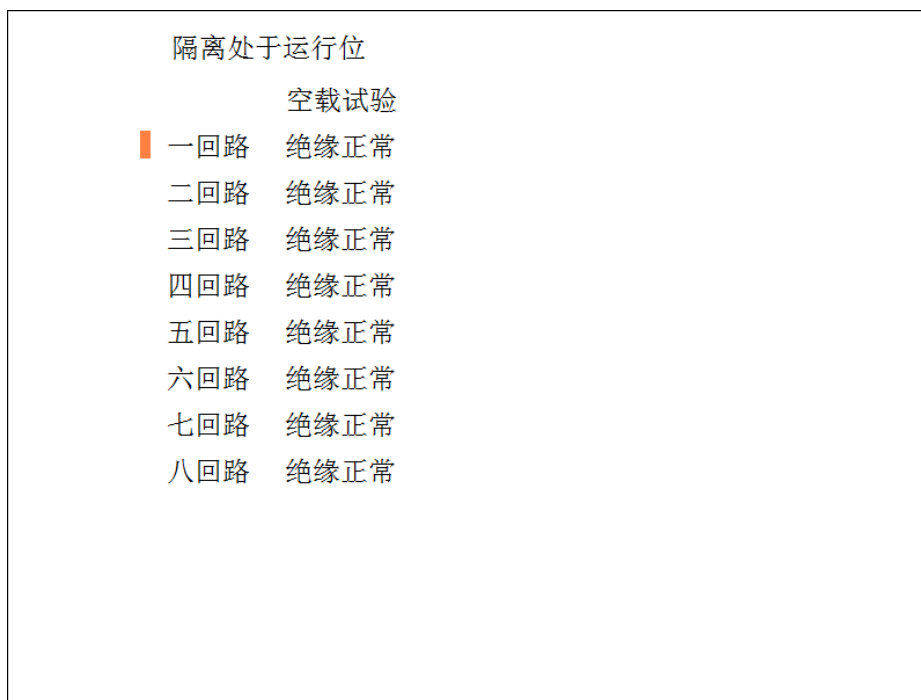 隔离处于运行位
空载试验
一回路 绝缘正常
二回路 绝缘正常
三回路 绝缘正常
四回路 绝缘正常
五回路 绝缘正常
六回路 绝缘正常
七回路 绝缘正常
八回路 绝缘正常